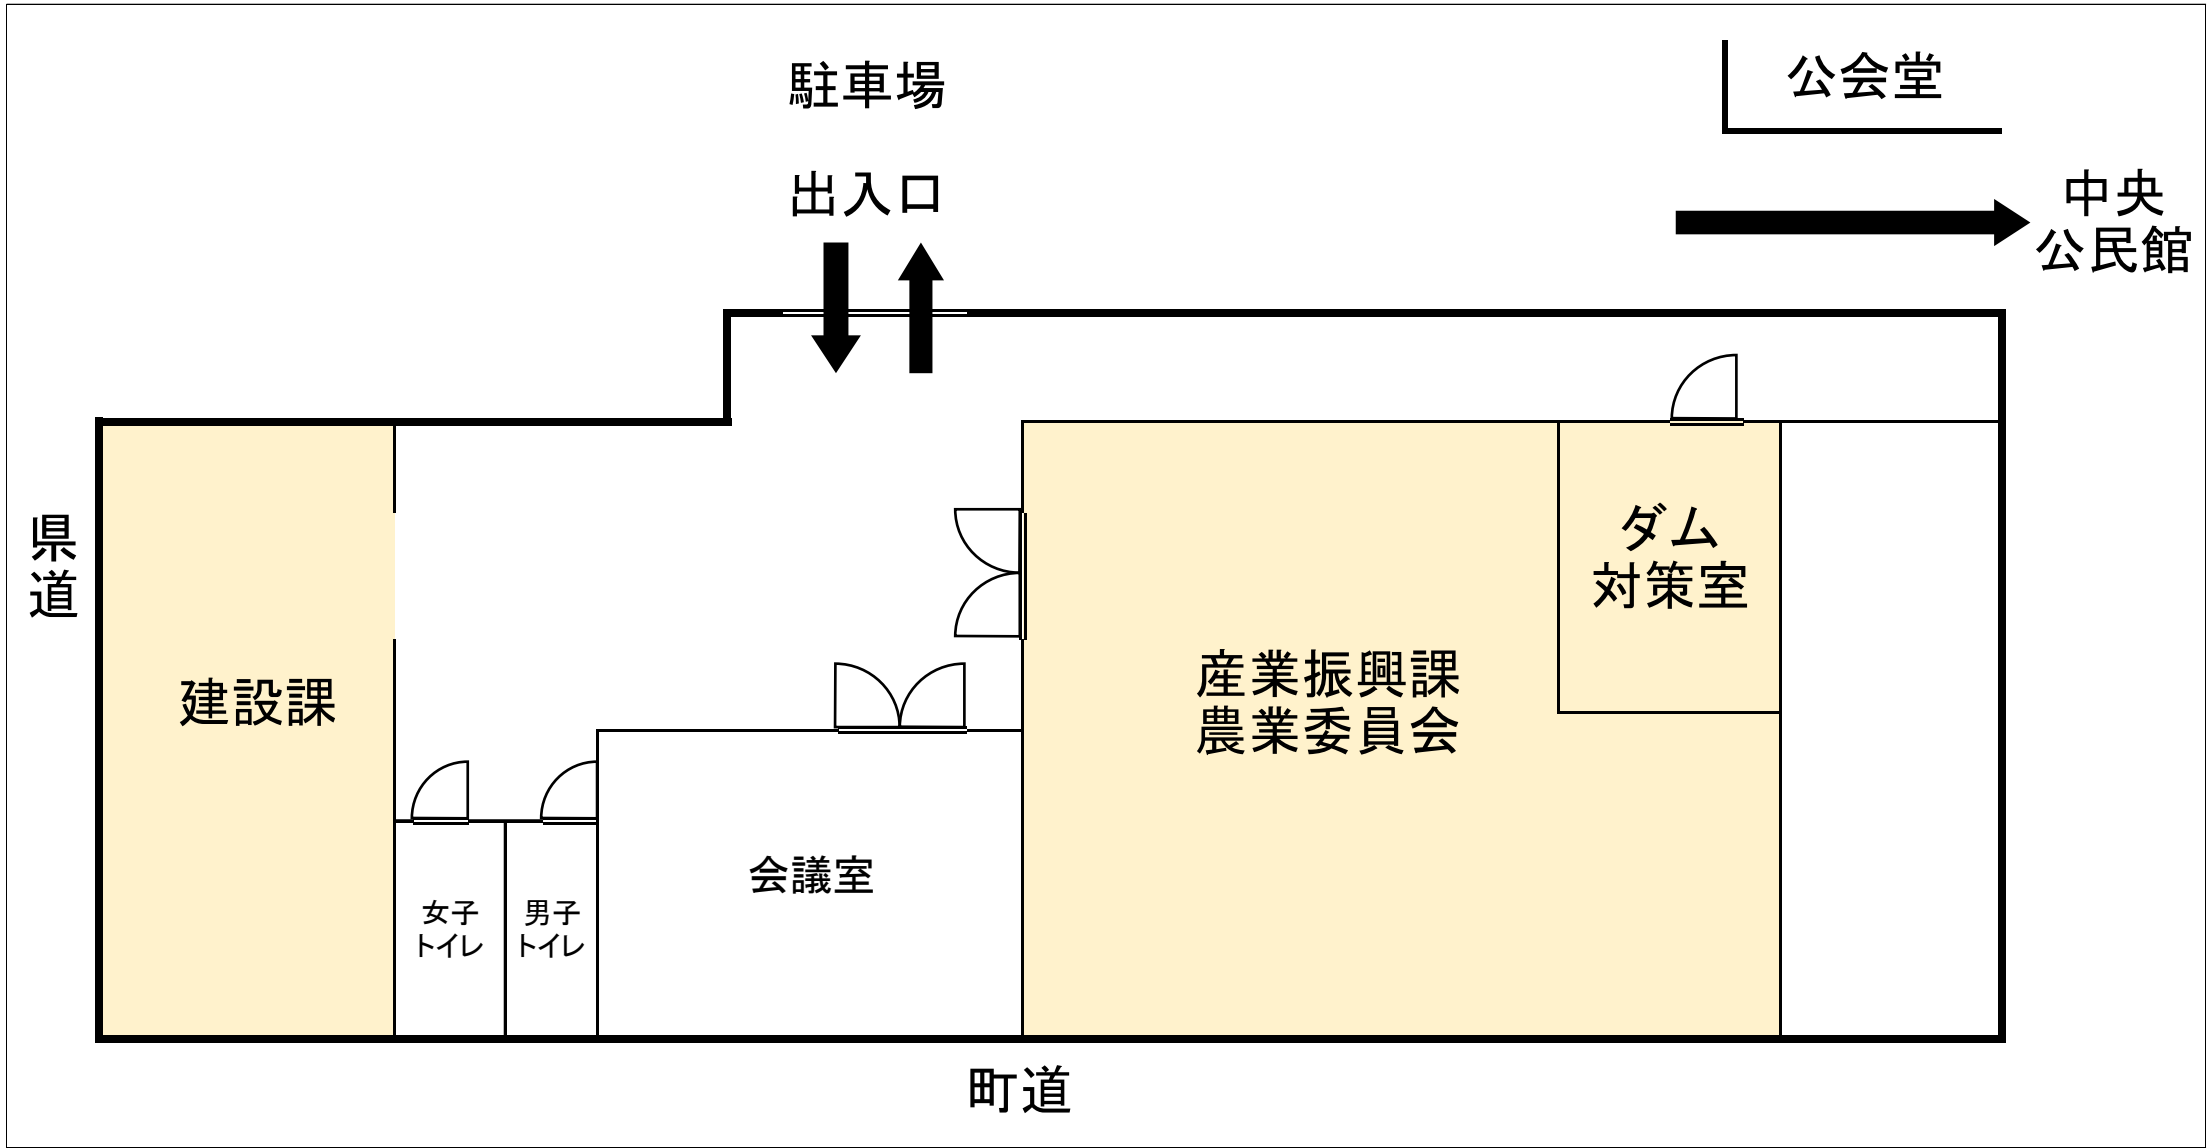 駐車場
公会堂
出入口
中央
公民館
県道
ダム
対策室
建設課
産業振興課
農業委員会
会議室
女子
トイレ
男子
トイレ
町道